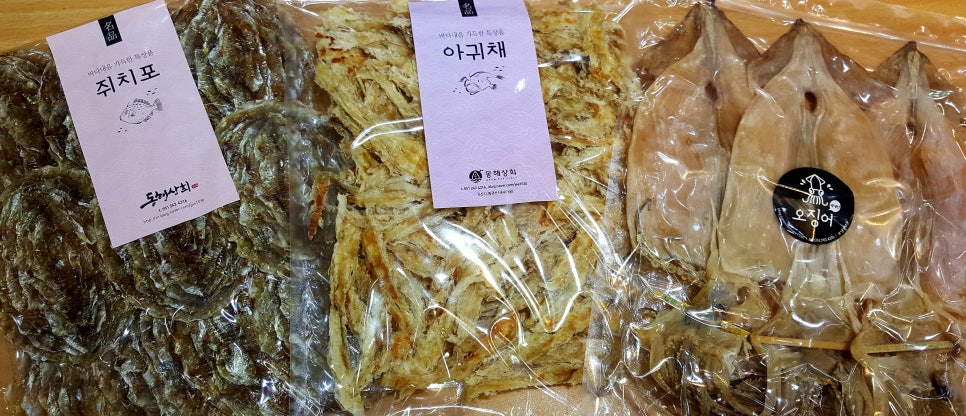 名品
바다내음 가득한 특상품
쥐치포
동해상회
名品
바다내음 가득한 특상품
아귀채
동해상회
오징어